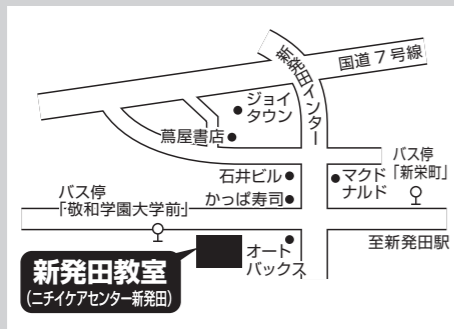 国道7号線
新発田インター
ジョイ
タウン
蔦屋書店
石井ビル
かっぱ寿司
マクド
ナルド
バス停
「新栄町」
バス停
「敬和学園大学前」
至新発田駅
オート
バックス
新発田教室
(ニチイケアセンター新発田)